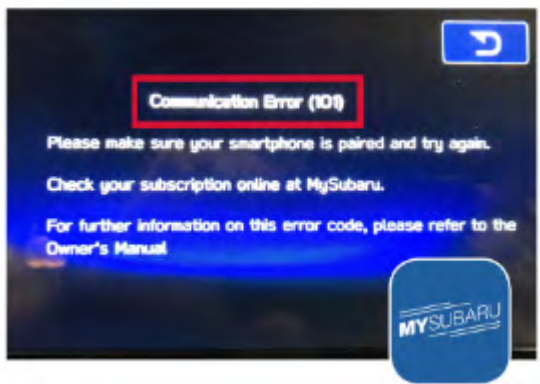 Communication Error (101)
Please make sure your smartphone is paired and try again.
Check your subscription online at MySubaru.
For further information on this error code, please refer to the
Owner's Manual
MYSUBARU